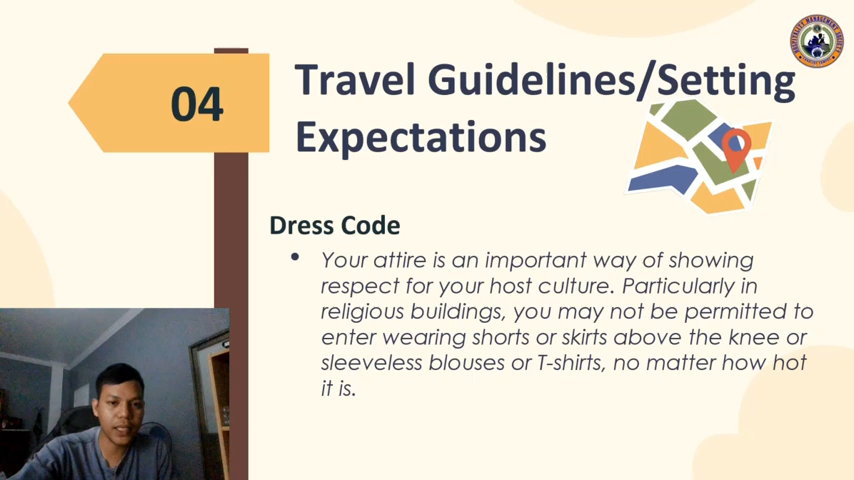 04
Travel Guidelines/Setting
Expectations
Dress Code
• Your attire is an important way of showing
respect for your host culture. Particularly in
religious buildings, you may not be permitted to
enter wearing shorts or skirts above the knee or
sleeveless blouses or T-shirts, no matter how hot
it is.